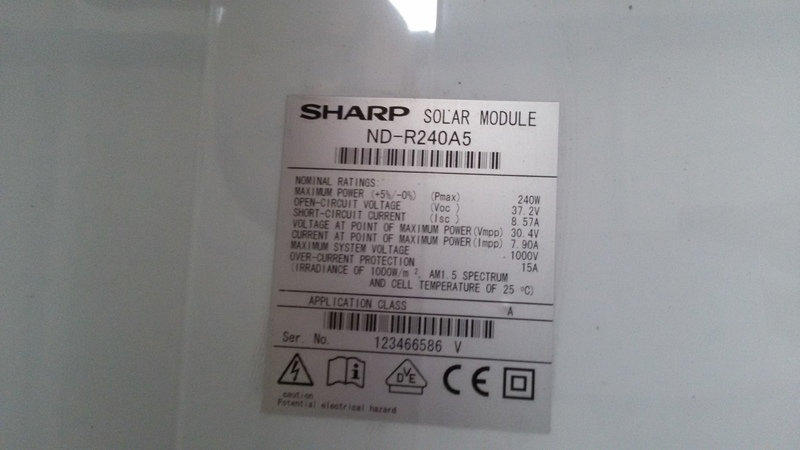 SHARP SOLAR MODULE
ND-R240A5
NOMINAL RATINGS
MAXIMUM POWER (+5%/-0%) (Pmax) 240W
OPEN-CIRCUIT VOLTAGE (Voc ) 37.2V
SHORT-CIRCUIT CURRENT (Isc ) 8.57A
VOLTAGE AT POINT OF MAXIMUM POWER(Vmpp) 30.4V
CURRENT AT POINT OF MAXIMUM POWER(Impp) 7.90A
MAXIMUM SYSTEM VOLTAGE 1000V
OVER-CURRENT PROTECTION 15A
(IRRADIANCE OF 1000W/m ², AM1.5 SPECTRUM
AND CELL TEMPERATURE OF 25 °C)
APPLICATION CLASS A
Ser. No. 123466586 V
DVE CE
caution
Potential electrical hazard